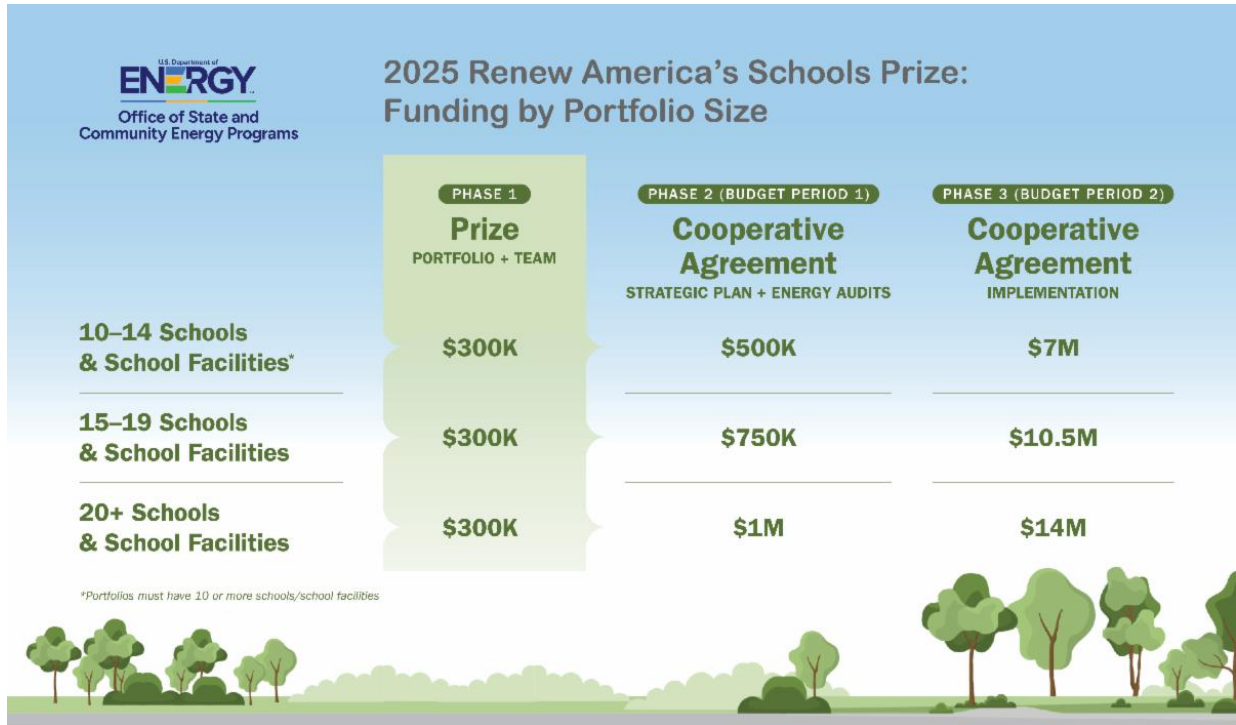 U.S. Department of
ENERGY
Office of State and
Community Energy Programs
2025 Renew America's Schools Prize:
Funding by Portfolio Size
PHASE 1
Prize
PORTFOLIO + TEAM
PHASE 2 (BUDGET PERIOD 1)
Cooperative
Agreement
STRATEGIC PLAN + ENERGY AUDITS
PHASE 3 (BUDGET PERIOD 2)
Cooperative
Agreement
IMPLEMENTATION
10–14 Schools
& School Facilities*
$300K
$500K
$7M
15–19 Schools
& School Facilities
$300K
$750K
$10.5M
20+ Schools
& School Facilities
$300K
$1M
$14M
*Portfolios must have 10 or more schools/school facilities